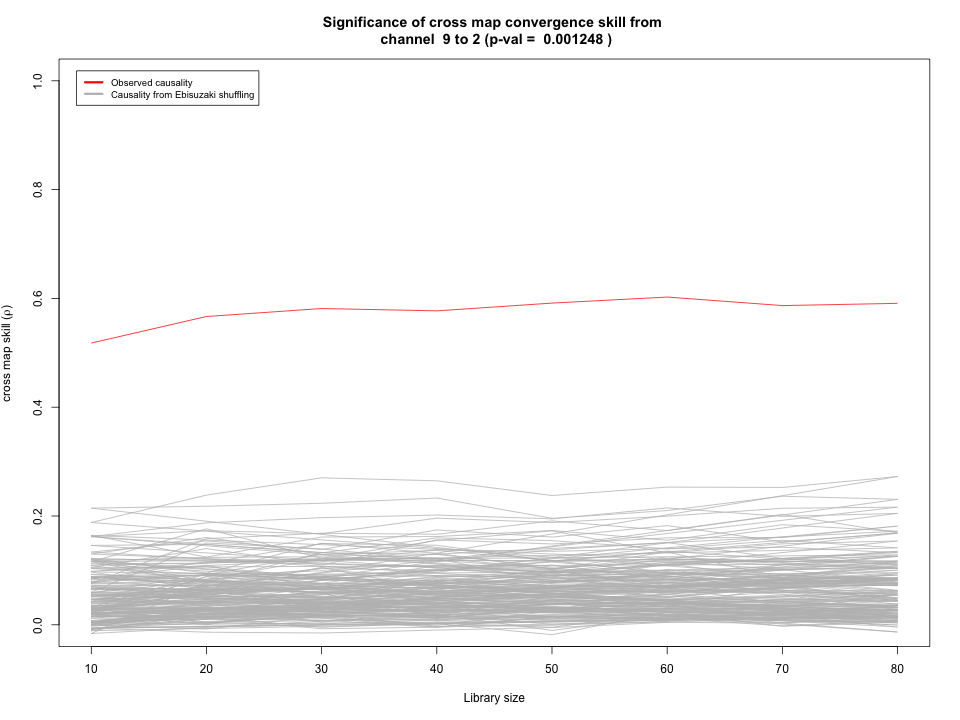 Significance of cross map convergence skill from
channel  9 to 2 (p-val =  0.001248 )
Observed causality
Causality from Ebisuzaki shuffling
cross map skill (ρ)
1.0
0.8
0.6
0.4
0.2
0.0
10 20 30 40 50 60 70 80
Library size